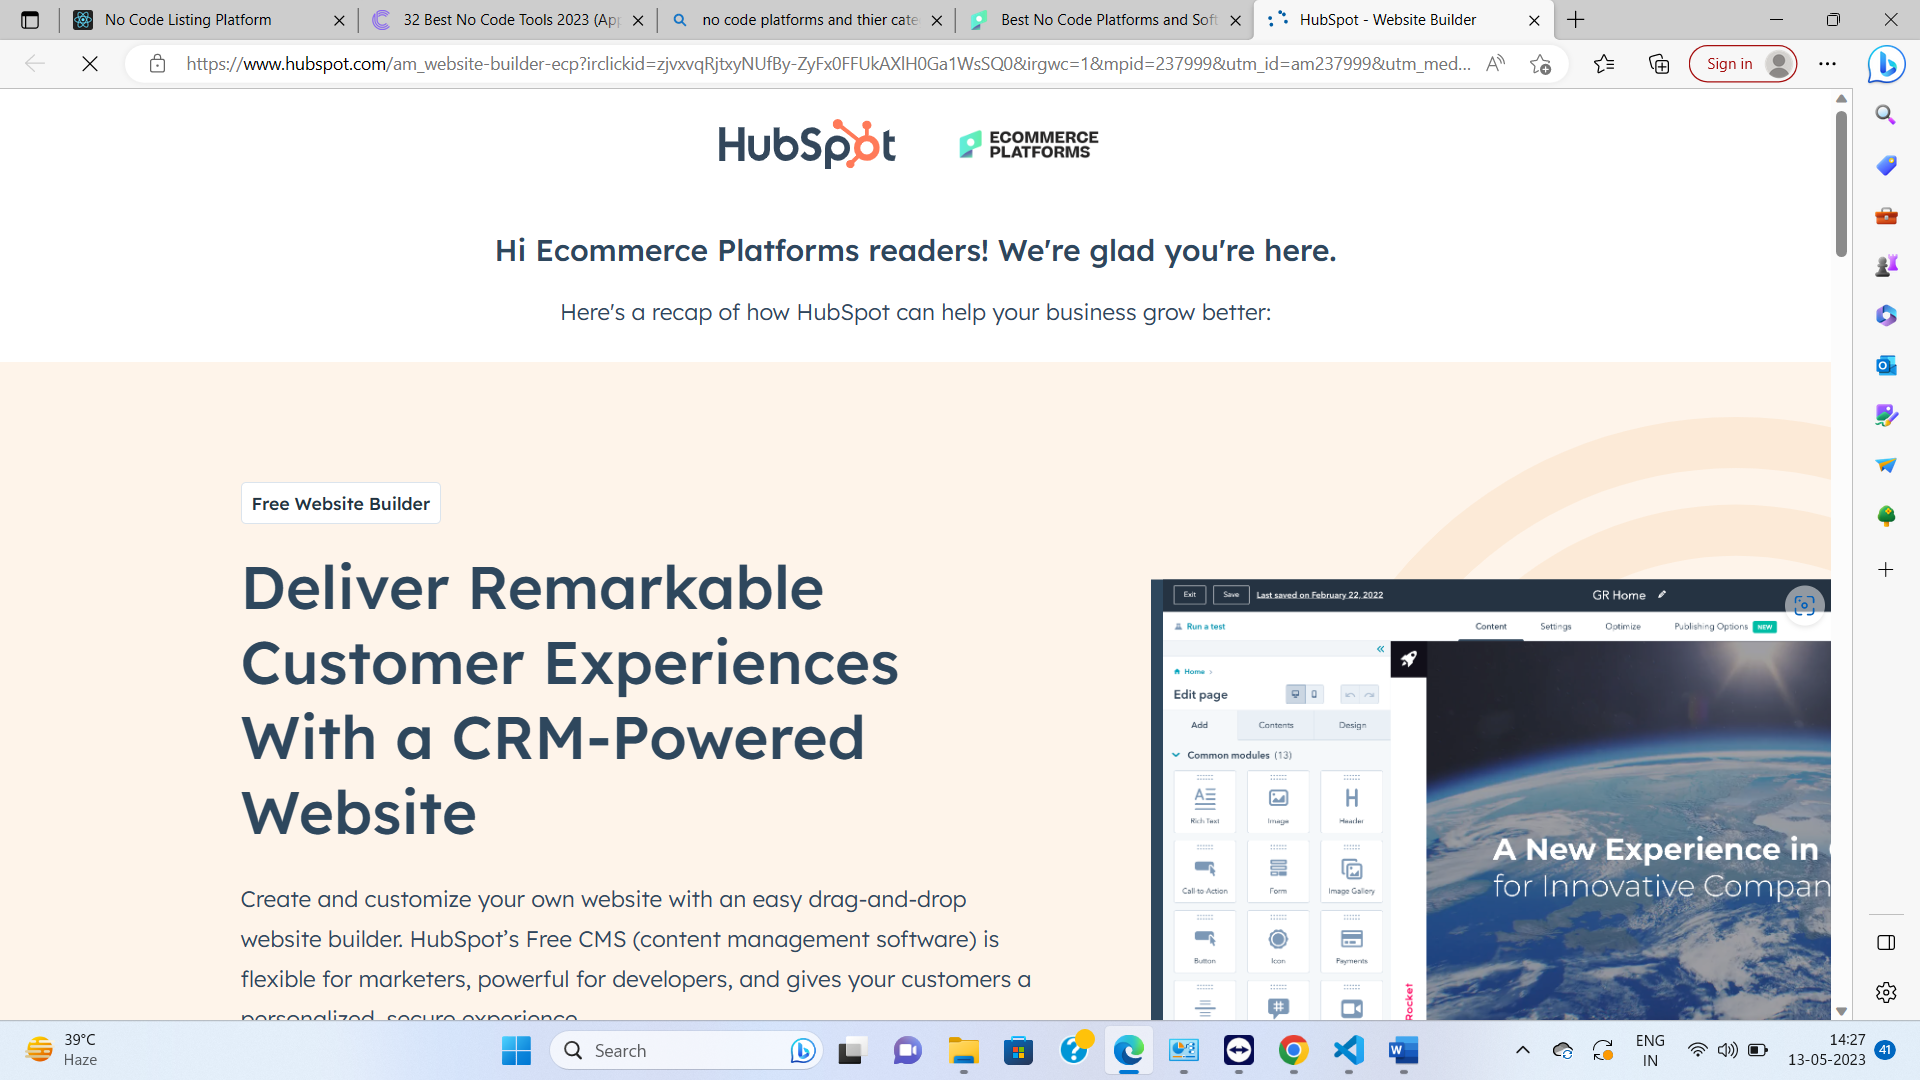 No Code Listing Platform
32 Best No Code Tools 2023 (App
no code platforms and thier cate
Best No Code Platforms and Soft
HubSpot - Website Builder
https://www.hubspot.com/am_website-builder-ecp?irclickid=zjvxvqRjtxyNUfBy-ZyFx0FFUkAXlH0Ga1WsSQ0&irgwc=1&mpid=237999&utm_id=am237999&utm_med...
Sign in
HubSpot
ECOMMERCE
PLATFORMS
Hi Ecommerce Platforms readers! We're glad you're here.
Here's a recap of how HubSpot can help your business grow better:
Free Website Builder
Deliver Remarkable
Customer Experiences
With a CRM-Powered
Website
Create and customize your own website with an easy drag-and-drop
website builder. HubSpot’s Free CMS (content management software) is
flexible for marketers, powerful for developers, and gives your customers a
personalized, secure experience.
Exit
Save
Last saved on February 22, 2022
GR Home
Run a test
Content
Settings
Optimize
Publishing Options
NEW
Home
Edit page
Add
Contents
Design
Common modules (13)
Rich Text
Image
Header
Call to Action
Form
Image Gallery
Button
Icon
Payments
Rocket
A New Experience in
for Innovative Compan
39°C
Haze
Search
ENG
IN
14:27
13-05-2023
41